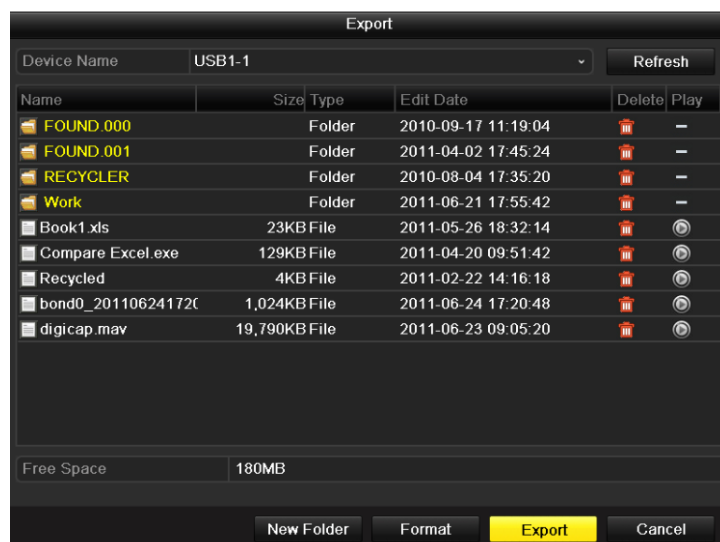 Export
Device Name USB1-1 Refresh
Name Size Type Edit Date Delete Play
FOUND.000 Folder 2010-09-17 11:19:04 –
FOUND.001 Folder 2011-04-02 17:45:24 –
RECYCLER Folder 2010-08-04 17:35:20 –
Work Folder 2011-06-21 17:55:42 –
Book1.xls 23KB File 2011-05-26 18:32:14
Compare Excel.exe 129KB File 2011-04-20 09:51:42
Recycled 4KB File 2011-02-22 14:16:18
bond0_201106241720 1,024KB File 2011-06-24 17:20:48
digicap.mav 19,790KB File 2011-06-23 09:05:20
Free Space 180MB
New Folder Format Export Cancel